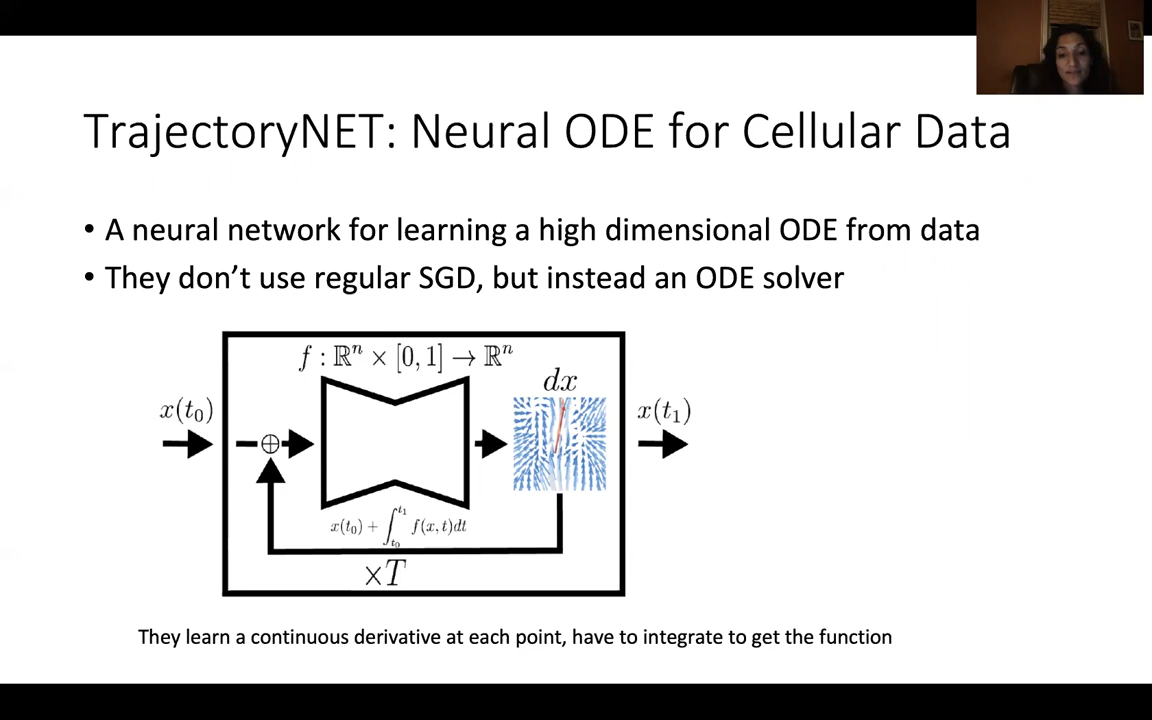 TrajectoryNET: Neural ODE for Cellular Data
• A neural network for learning a high dimensional ODE from data
• They don’t use regular SGD, but instead an ODE solver
f : ℝⁿ × [0, 1] → ℝⁿ
dx
x(t₀)
x(t₁)
⊕
x(t₀) + ∫ₜ₀ᵗ¹ f(x, t)dt
×T
They learn a continuous derivative at each point, have to integrate to get the function